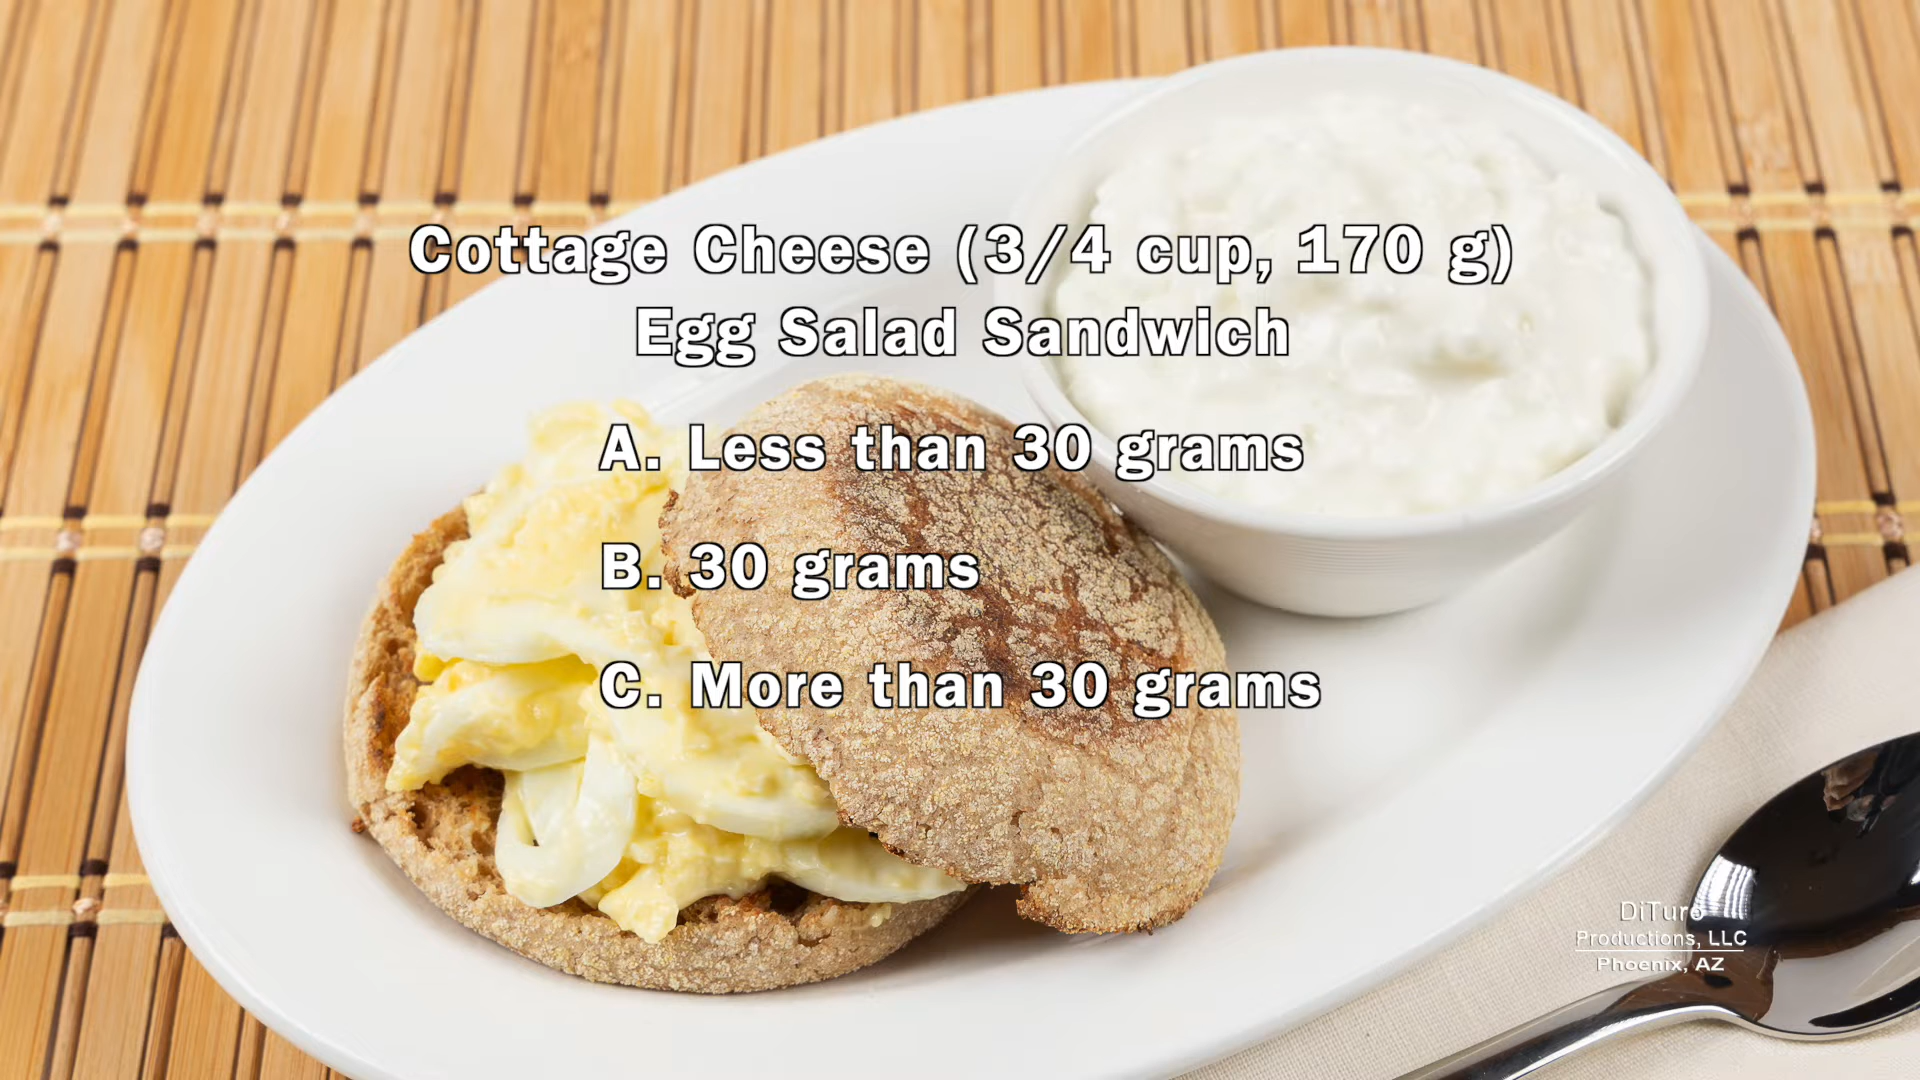 Cottage Cheese (3/4 cup, 170 g)
Egg Salad Sandwich
A. Less than 30 grams
B. 30 grams
C. More than 30 grams
DiTuro
Productions, LLC
Phoenix, AZ